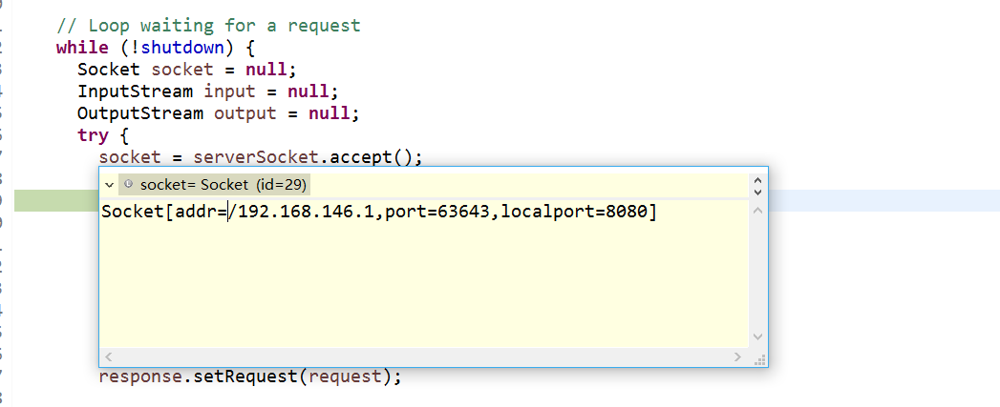 // Loop waiting for a request
while (!shutdown) {
Socket socket = null;
InputStream input = null;
OutputStream output = null;
try {
socket = serverSocket.accept();
socket= Socket (id=29)
Socket[addr=/192.168.146.1,port=63643,localport=8080]
response.setRequest(request);